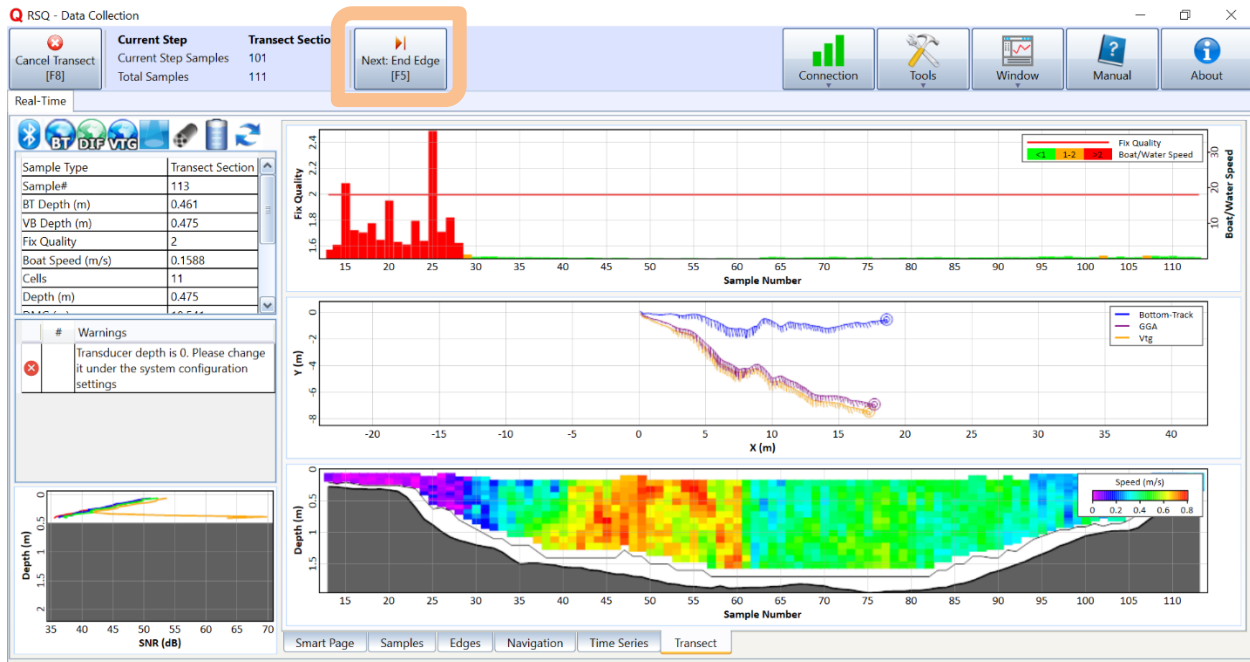 RSQ - Data Collection
Cancel Transect
[F8]
Current Step Transect Sectio
Current Step Samples 101
Total Samples 111
Next: End Edge
[F5]
Connection
Tools
Window
Manual
About
Real-Time
BT DIF VTG
Sample Type Transect Section
Sample# 113
BT Depth (m) 0.461
VB Depth (m) 0.475
Fix Quality 2
Boat Speed (m/s) 0.1588
Cells 11
Depth (m) 0.475
# Warnings
Transducer depth is 0. Please change
it under the system configuration
settings
0 0.5 1 1.5 2
Depth (m)
35 40 45 50 55 60 65 70
SNR (dB)
Fix Quality
2.4 2.2 2 1.8 1.6
Fix Quality
<1 1-2 >2 Boat/Water Speed
30 20 10
Boat/Water Speed
15 20 25 30 35 40 45 50 55 60 65 70 75 80 85 90 95 100 105 110
Sample Number
Y (m)
0 -2 -4 -6 -8
Bottom-Track
GGA
Vtg
-20 -15 -10 -5 0 5 10 15 20 25 30 35 40
X (m)
Depth (m)
0 0.5 1 1.5
Speed (m/s)
0 0.2 0.4 0.6 0.8
15 20 25 30 35 40 45 50 55 60 65 70 75 80 85 90 95 100 105 110
Sample Number
Smart Page Samples Edges Navigation Time Series Transect